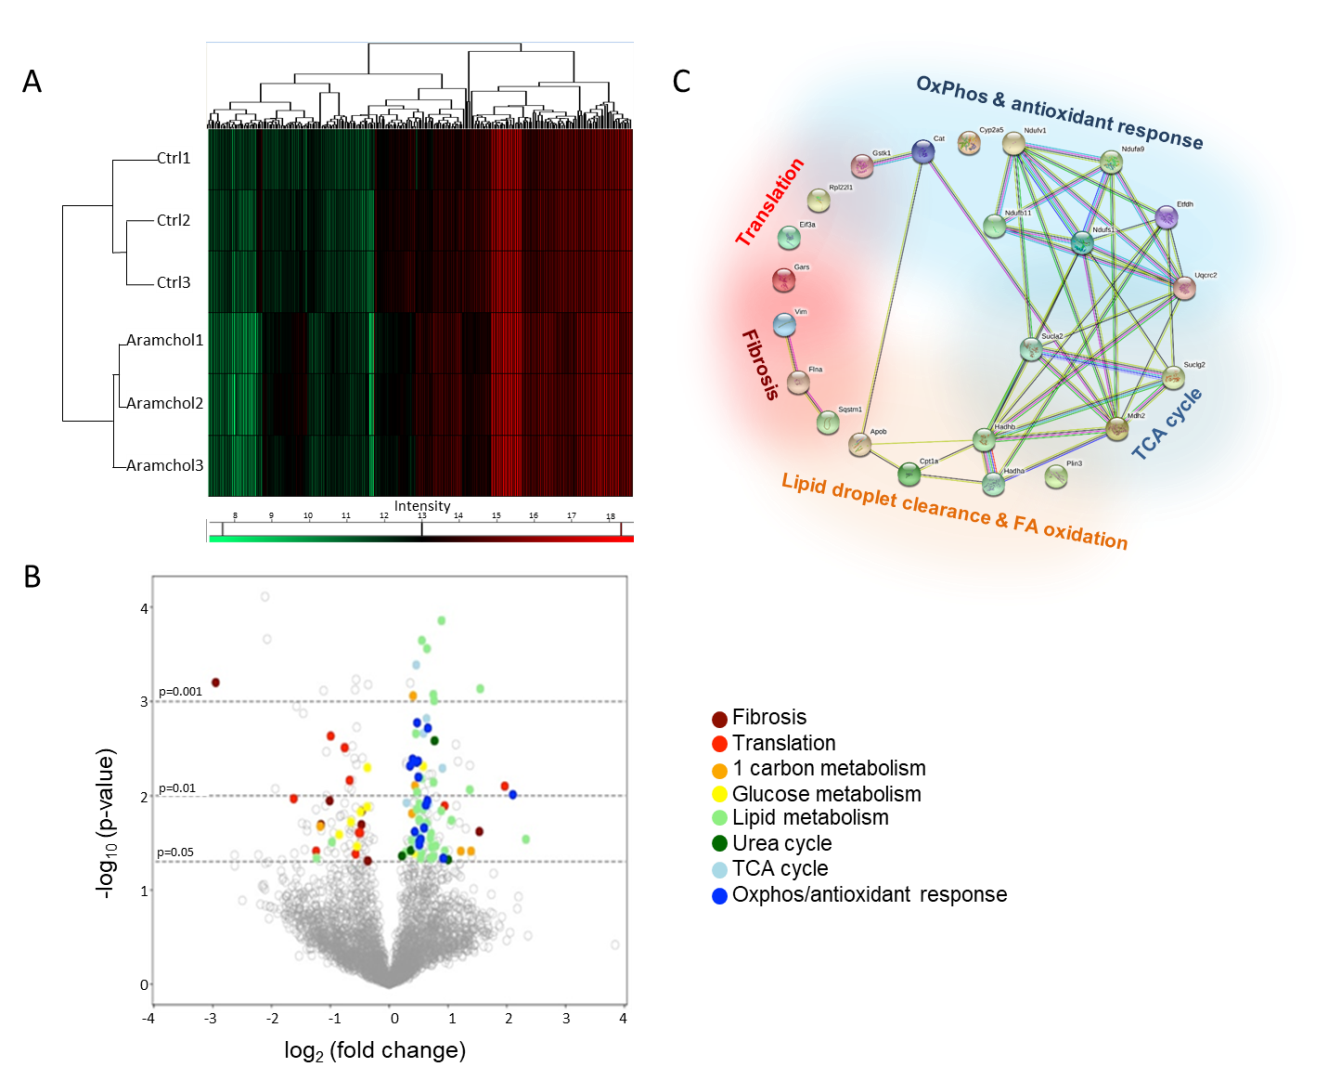 A
Ctrl1
Ctrl2
Ctrl3
Aramchol1
Aramchol2
Aramchol3
Intensity
8 9 10 11 12 13 14 15 16 17 18
C
OxPhos & antioxidant response
Translation
Fibrosis
TCA cycle
Lipid droplet clearance & FA oxidation
Cyp2a5
Ndufv1
Cat
Gstk1
Ndufa9
Rpl22l1
Etfdh
Ndufb11
Eif3a
Ndufs1
Gars
Uqcrc2
Vim
Sucla2
Flna
Suclg2
Sqstm1
Mdh2
Apob
Hadhb
Cpt1a
Hadha
Plin3
B
4
3
2
1
0
p=0.001
p=0.01
p=0.05
-log10 (p-value)
-4 -3 -2 -1 0 1 2 3 4
log2 (fold change)
Fibrosis
Translation
1 carbon metabolism
Glucose metabolism
Lipid metabolism
Urea cycle
TCA cycle
Oxphos/antioxidant response